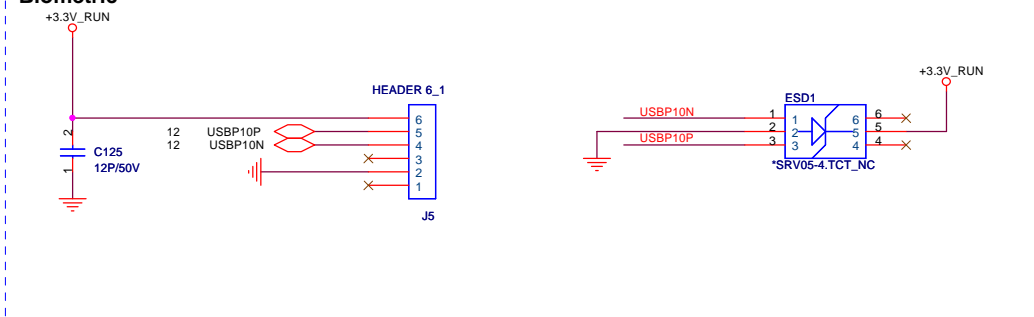 Biometric
+3.3V_RUN
+3.3V_RUN
HEADER 6_1
ESD1
USBP10N
1 1 6 6
12 USBP10P 6
2 2 5 5
12 USBP10N 5
USBP10P
3 3 4 4
4
2
C125
3
*SRV05-4.TCT_NC
1
12P/50V
2
1
J5